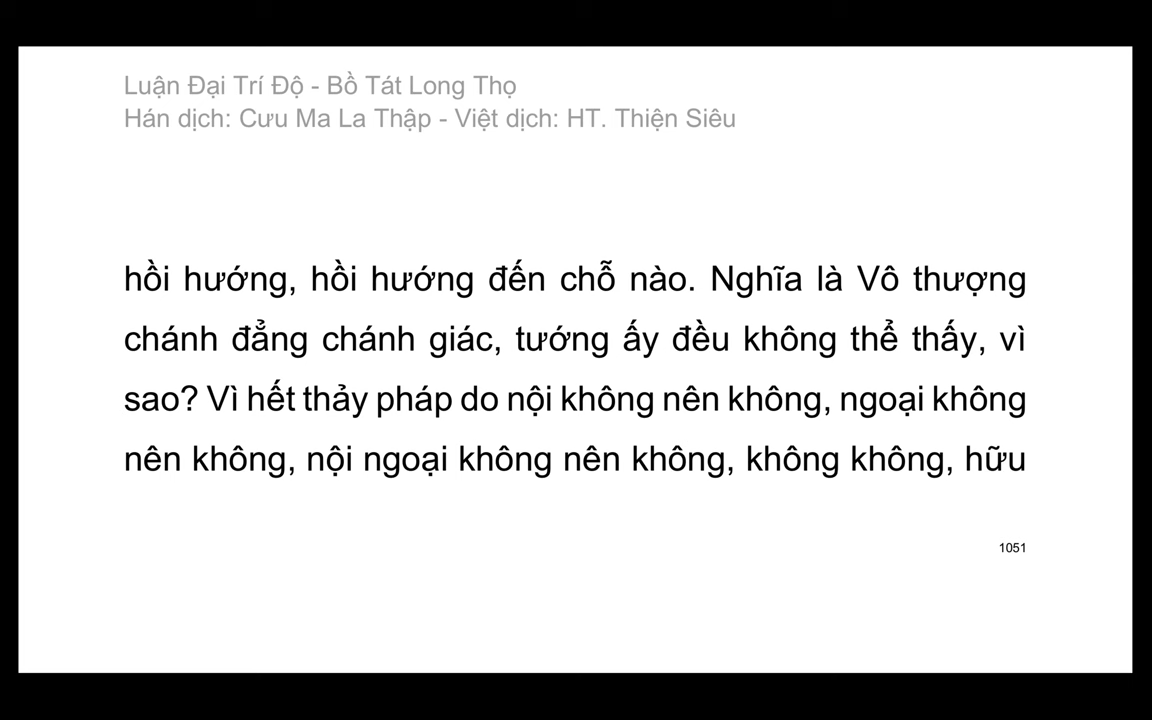 Luận Đại Trí Độ - Bồ Tát Long Thọ
Hán dịch: Cưu Ma La Thập - Việt dịch: HT. Thiện Siêu
hồi hướng, hồi hướng đến chỗ nào. Nghĩa là Vô thượng
chánh đẳng chánh giác, tướng ấy đều không thể thấy, vì
sao? Vì hết thảy pháp do nội không nên không, ngoại không
nên không, nội ngoại không nên không, không không, hữu
1051